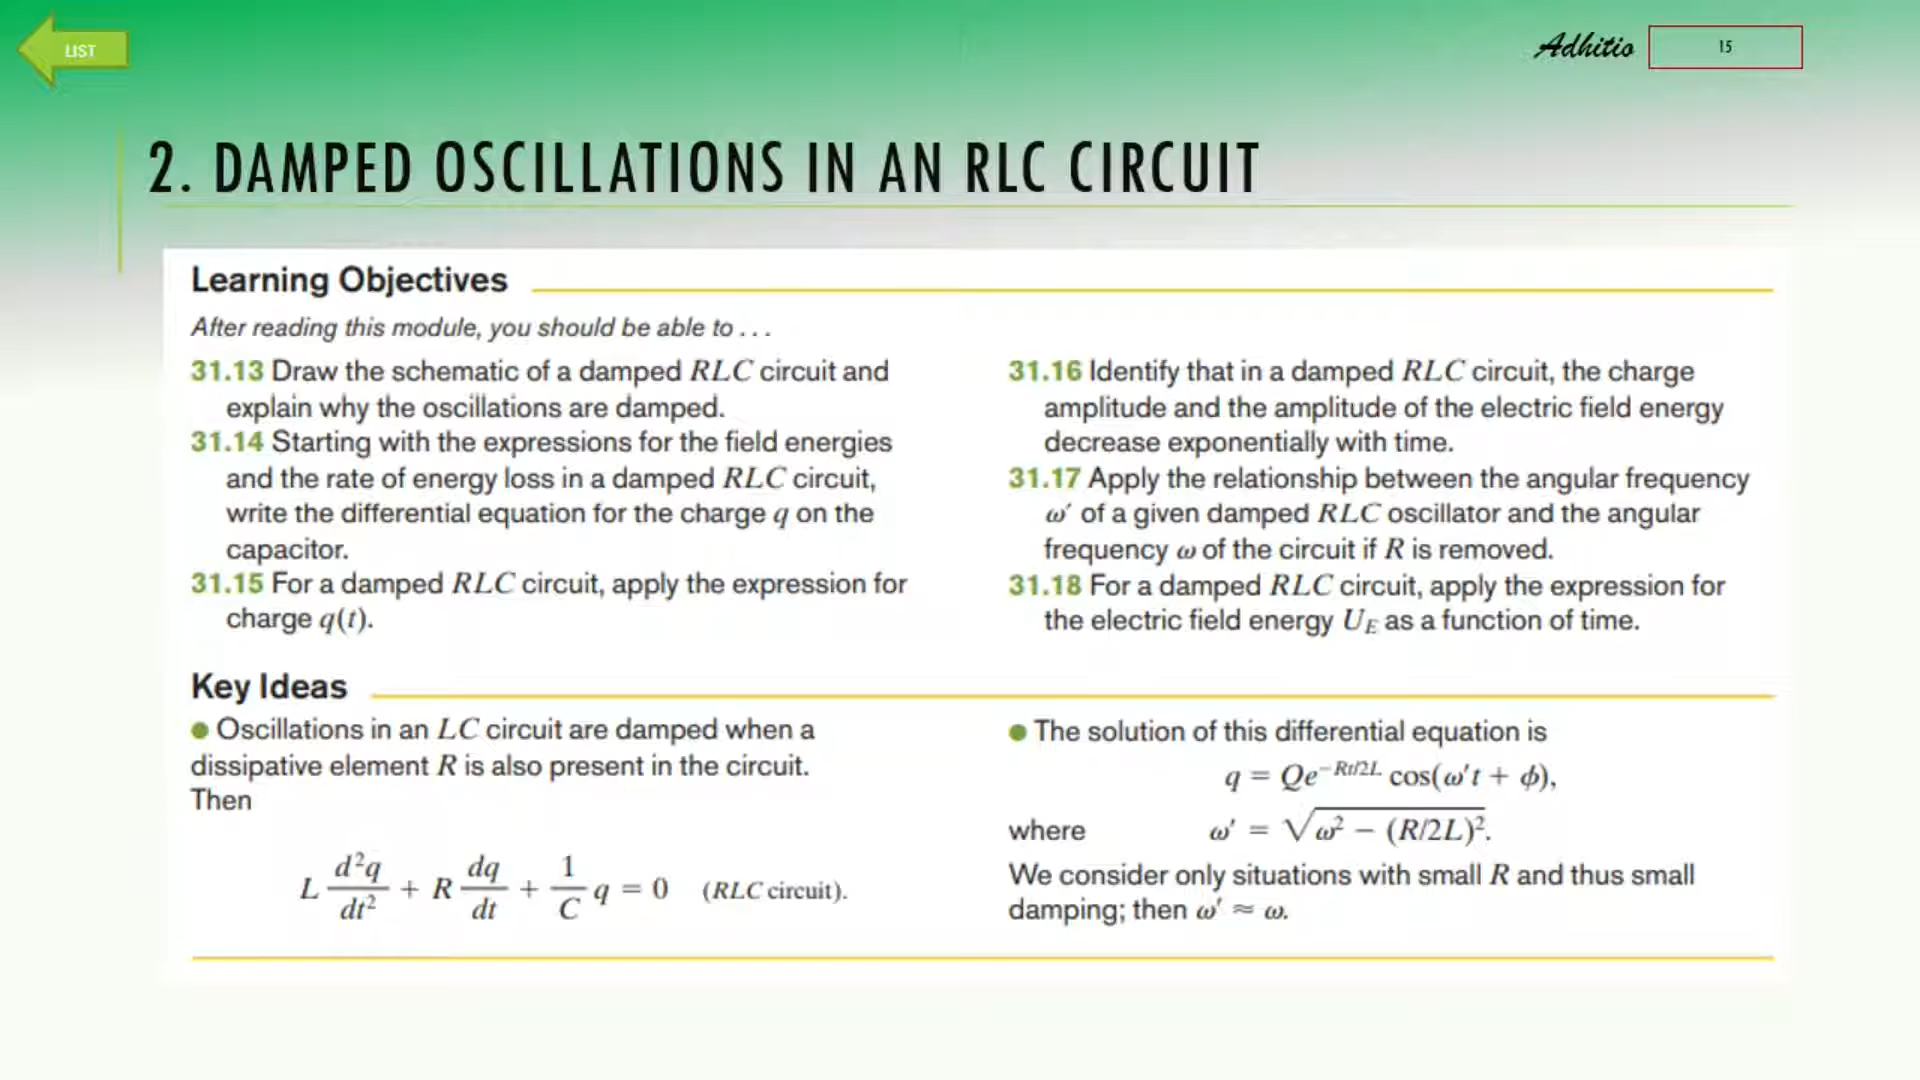 LIST
Adhitio
15
2. DAMPED OSCILLATIONS IN AN RLC CIRCUIT
Learning Objectives
After reading this module, you should be able to . . .
31.13 Draw the schematic of a damped RLC circuit and
explain why the oscillations are damped.
31.14 Starting with the expressions for the field energies
and the rate of energy loss in a damped RLC circuit,
write the differential equation for the charge q on the
capacitor.
31.15 For a damped RLC circuit, apply the expression for
charge q(t).
31.16 Identify that in a damped RLC circuit, the charge
amplitude and the amplitude of the electric field energy
decrease exponentially with time.
31.17 Apply the relationship between the angular frequency
ω′ of a given damped RLC oscillator and the angular
frequency ω of the circuit if R is removed.
31.18 For a damped RLC circuit, apply the expression for
the electric field energy U_E as a function of time.
Key Ideas
● Oscillations in an LC circuit are damped when a
dissipative element R is also present in the circuit.
Then
L d²q/dt² + R dq/dt + 1/C q = 0 (RLC circuit).
● The solution of this differential equation is
q = Qe^(−Rt/2L) cos(ω′t + ϕ),
where ω′ = √(ω² − (R/2L)²).
We consider only situations with small R and thus small
damping; then ω′ ≈ ω.